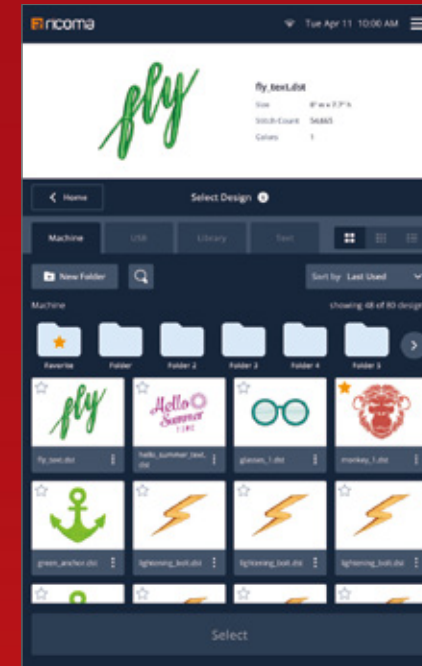 ricoma
Tue Apr 11 10:00 AM
fly
fly_text.dst
Size 8" w x 7.7" h
Stitch Count
Colors 1
Home
Select Design
Machine
USB
Library
Text
New Folder
Sort by Last Used
Machine
showing 48 of 80 design
Favorite
Folder
Folder 2
Folder 3
Folder 4
Folder 5
fly
Hello
Summer
TIME
fly_text.dst
hello_summer_text.
dst
glasses_1.dst
monkey_1.dst
green_anchor.dst
lightening_bolt.dst
lightening_bolt.dst
lightening_bolt.dst
Select